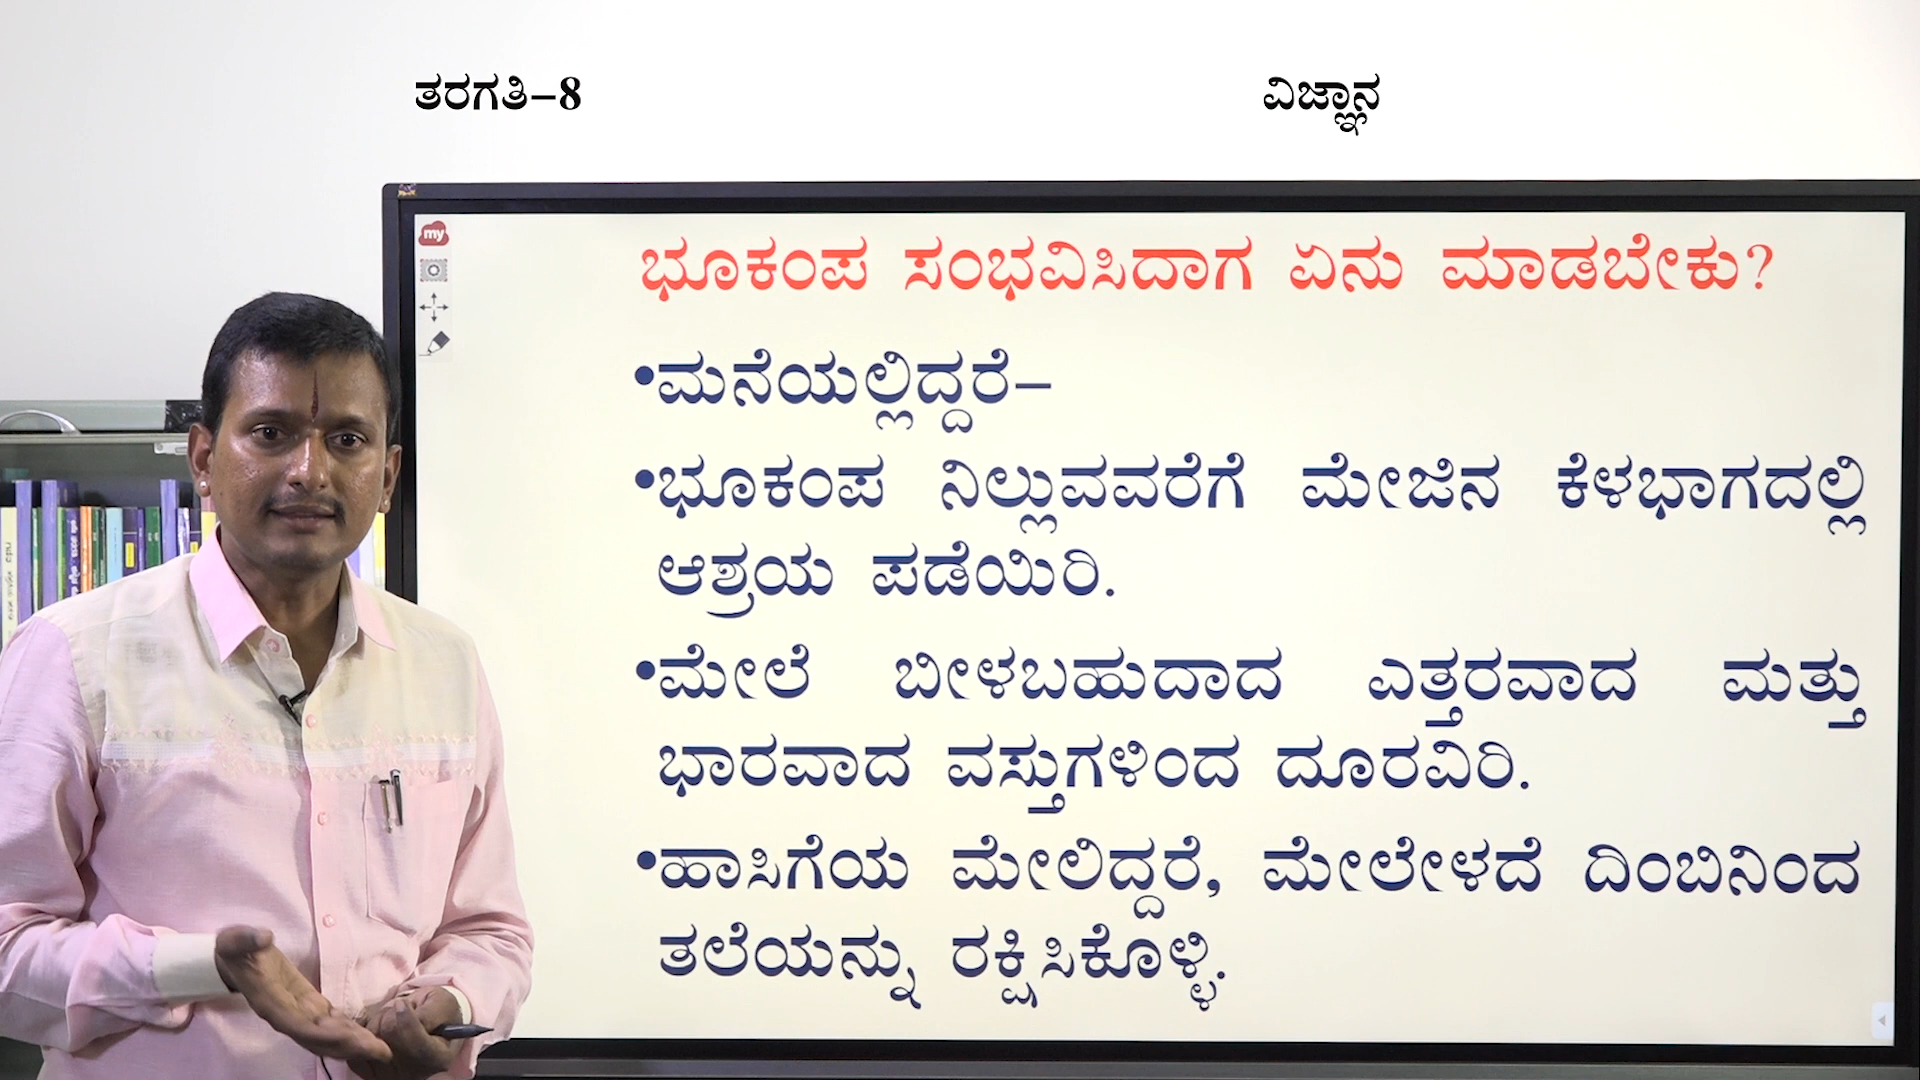 ತರಗತಿ–8
ವಿಜ್ಞಾನ
my
ಭೂಕಂಪ ಸಂಭವಿಸಿದಾಗ ಏನು ಮಾಡಬೇಕು?
•ಮನೆಯಲ್ಲಿದ್ದರೆ–
•ಭೂಕಂಪ ನಿಲ್ಲುವವರೆಗೆ ಮೇಜಿನ ಕೆಳಭಾಗದಲ್ಲಿ
ಆಶ್ರಯ ಪಡೆಯಿರಿ.
•ಮೇಲೆ ಬೀಳಬಹುದಾದ ಎತ್ತರವಾದ ಮತ್ತು
ಭಾರವಾದ ವಸ್ತುಗಳಿಂದ ದೂರವಿರಿ.
•ಹಾಸಿಗೆಯ ಮೇಲಿದ್ದರೆ, ಮೇಲೇಳದೆ ದಿಂಬಿನಿಂದ
ತಲೆಯನ್ನು ರಕ್ಷಿಸಿಕೊಳ್ಳಿ.